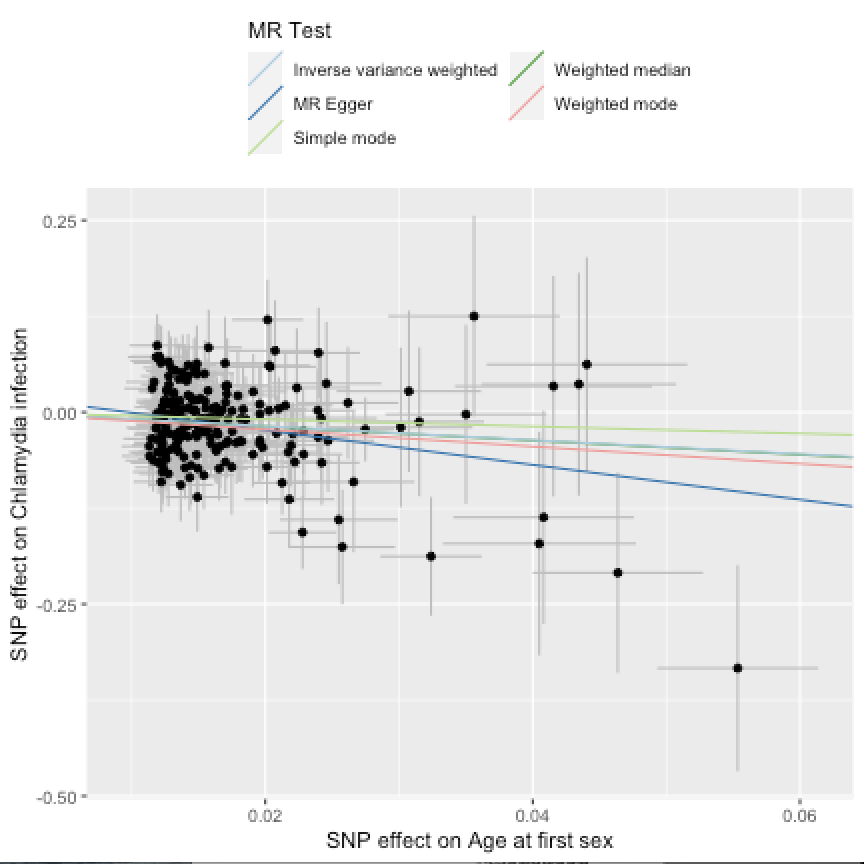 MR Test
Inverse variance weighted
Weighted median
MR Egger
Weighted mode
Simple mode
0.25
0.00
-0.25
-0.50
SNP effect on Chlamydia infection
0.02
0.04
0.06
SNP effect on Age at first sex